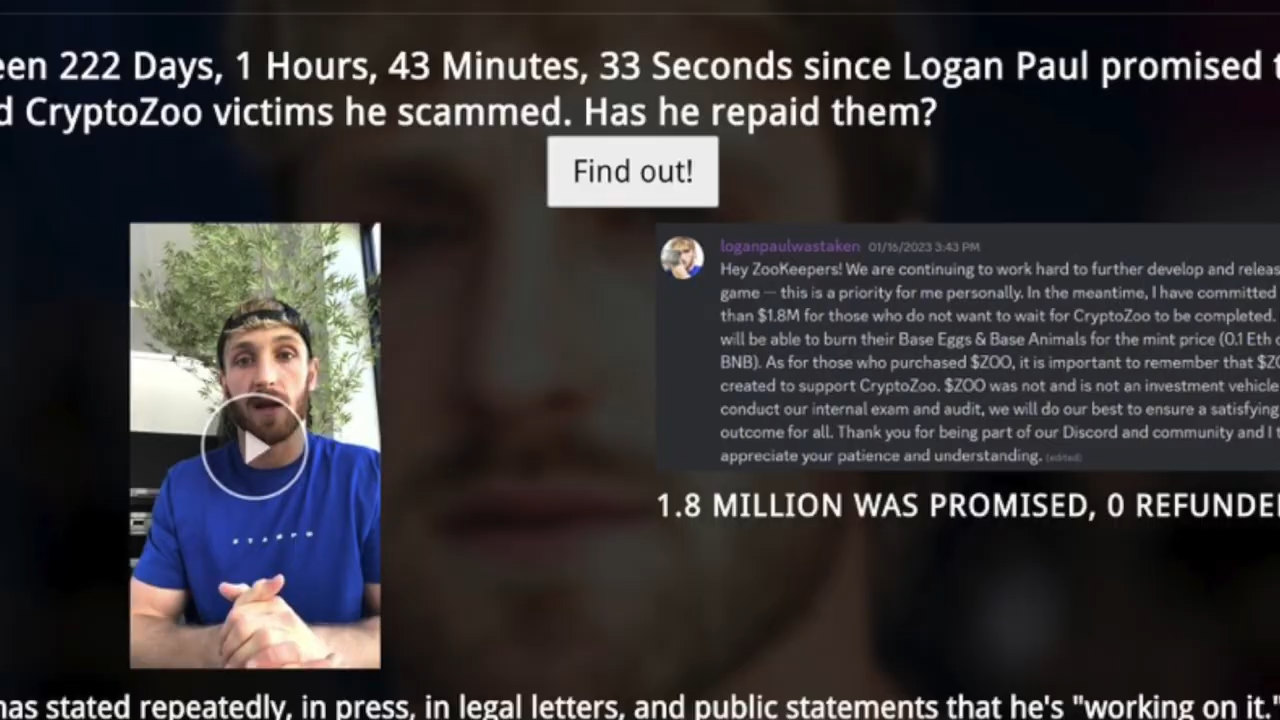 een 222 Days, 1 Hours, 43 Minutes, 33 Seconds since Logan Paul promised t
d CryptoZoo victims he scammed. Has he repaid them?
Find out!
loganpaulwastaken 01/16/2023 3:43 PM
Hey ZooKeepers! We are continuing to work hard to further develop and releas
game — this is a priority for me personally. In the meantime, I have committed
than $1.8M for those who do not want to wait for CryptoZoo to be completed.
will be able to burn their Base Eggs & Base Animals for the mint price (0.1 Eth o
BNB). As for those who purchased $ZOO, it is important to remember that $ZO
created to support CryptoZoo. $ZOO was not and is not an investment vehicle
conduct our internal exam and audit, we will do our best to ensure a satisfying
outcome for all. Thank you for being part of our Discord and community and I t
appreciate your patience and understanding. (edited)
1.8 MILLION WAS PROMISED, 0 REFUNDE
has stated repeatedly, in press, in legal letters, and public statements that he's "working on it."